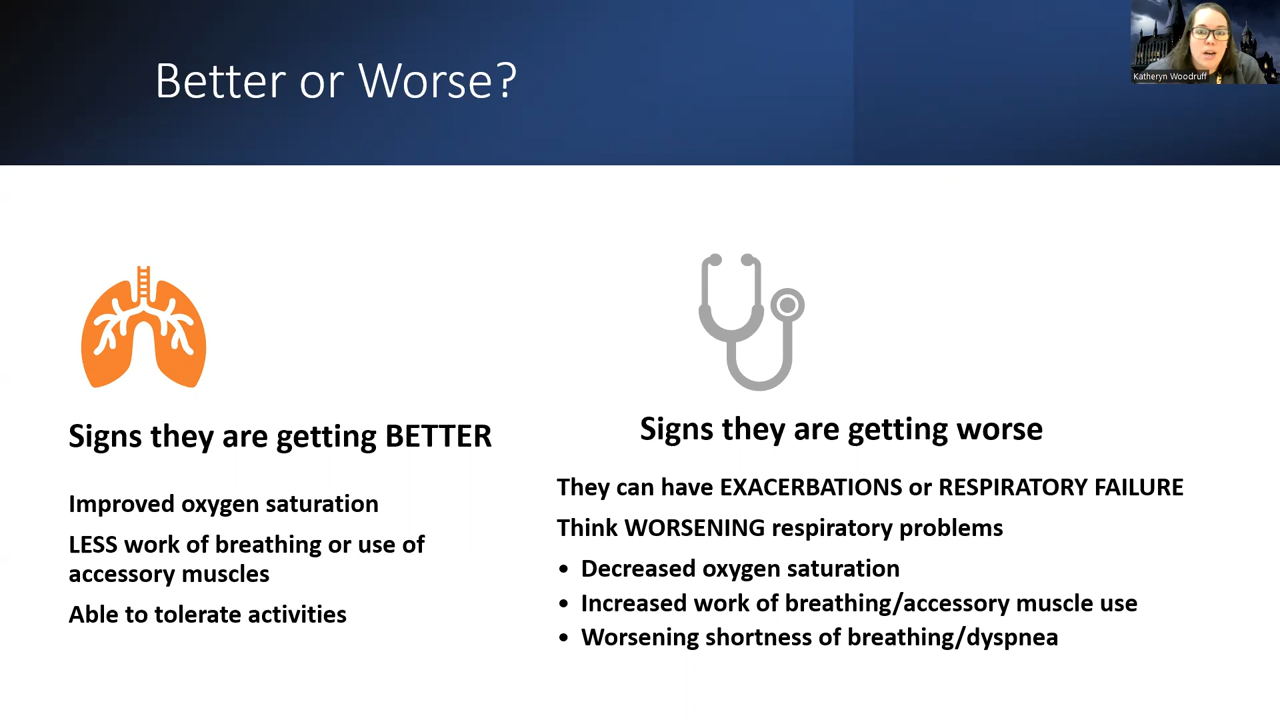 Better or Worse?
Katheryn Woodruff
Signs they are getting BETTER
Improved oxygen saturation
LESS work of breathing or use of
accessory muscles
Able to tolerate activities
Signs they are getting worse
They can have EXACERBATIONS or RESPIRATORY FAILURE
Think WORSENING respiratory problems
• Decreased oxygen saturation
• Increased work of breathing/accessory muscle use
• Worsening shortness of breathing/dyspnea